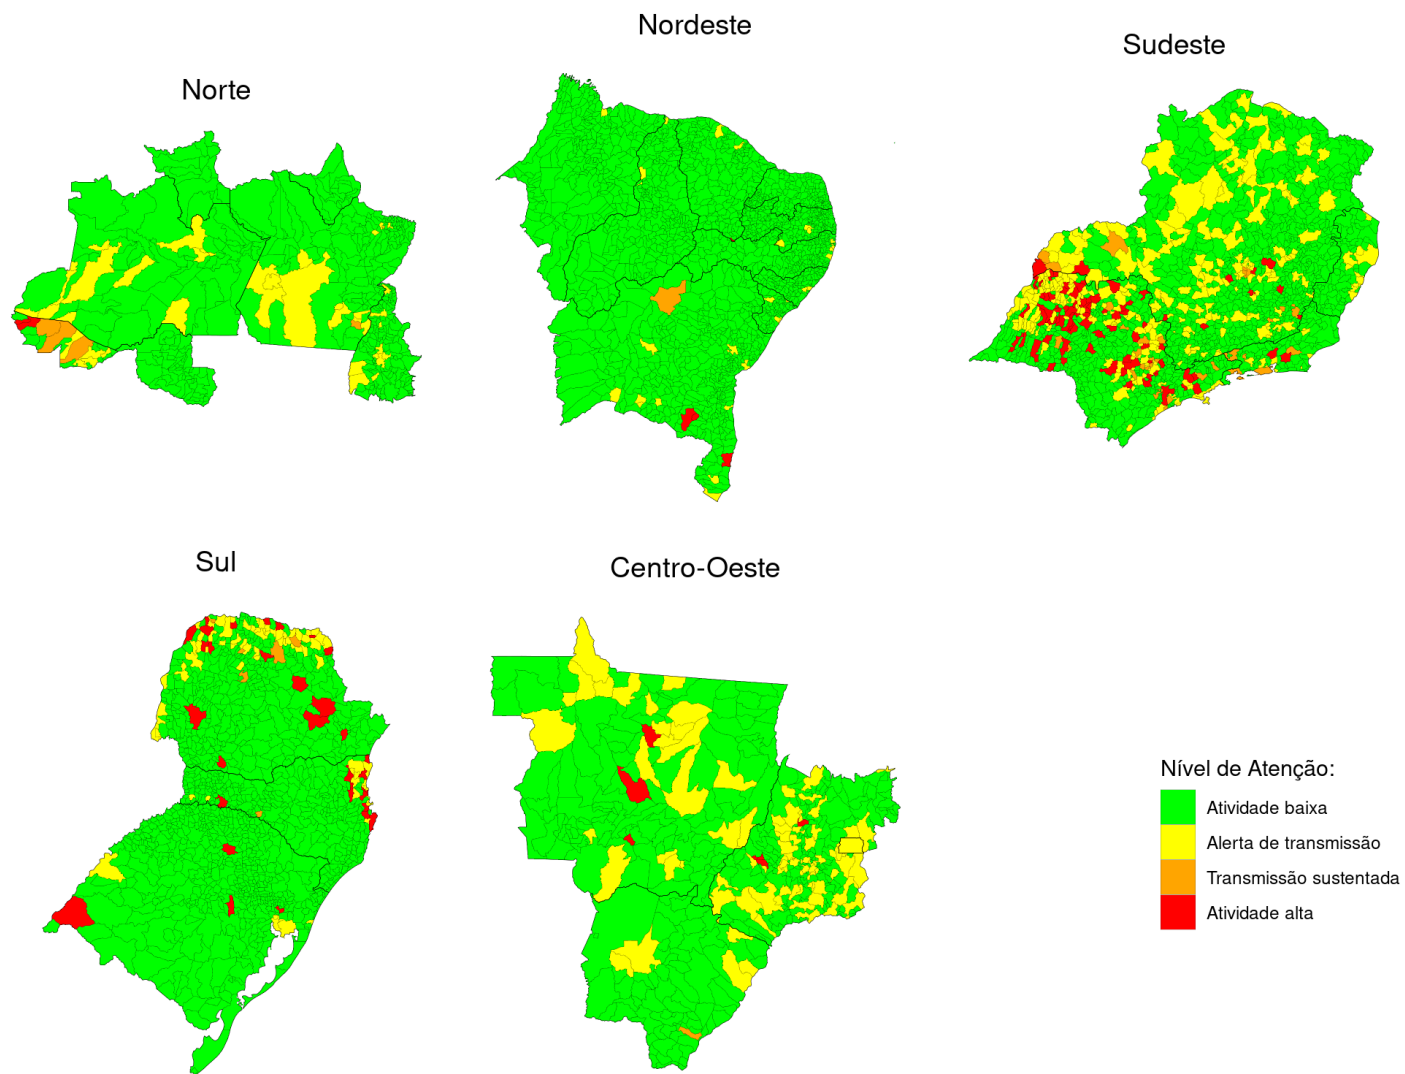 Norte
Nordeste
Sudeste
Sul
Centro-Oeste
Nível de Atenção:
Atividade baixa
Alerta de transmissão
Transmissão sustentada
Atividade alta